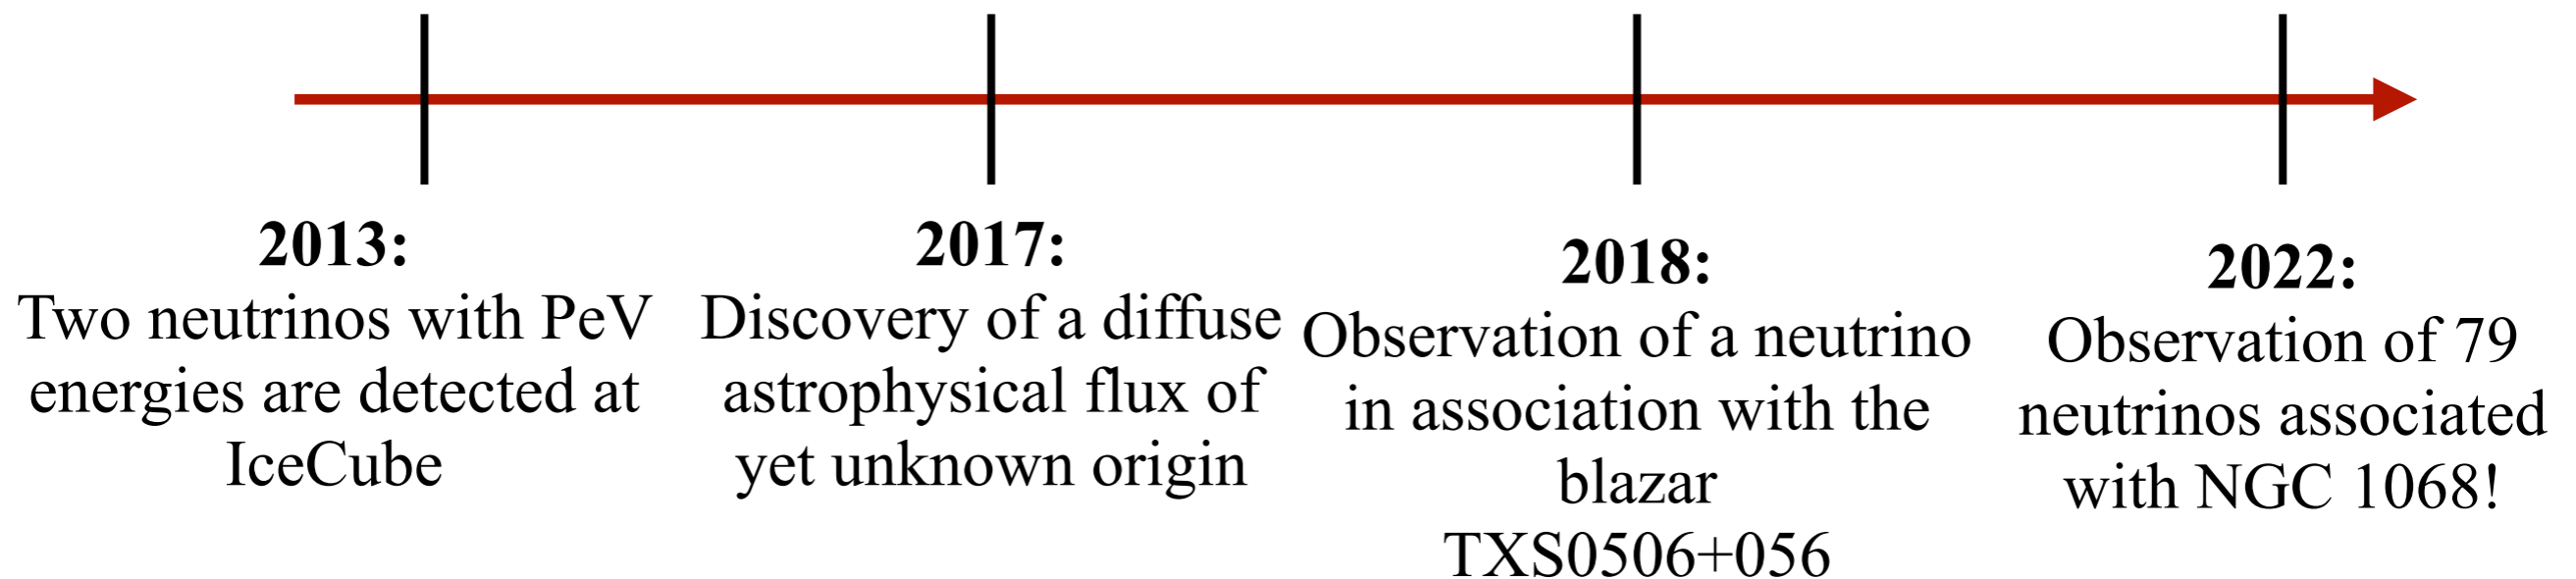 2013:
Two neutrinos with PeV
energies are detected at
IceCube
2017:
Discovery of a diffuse
astrophysical flux of
yet unknown origin
2018:
Observation of a neutrino
in association with the
blazar
TXS0506+056
2022:
Observation of 79
neutrinos associated
with NGC 1068!